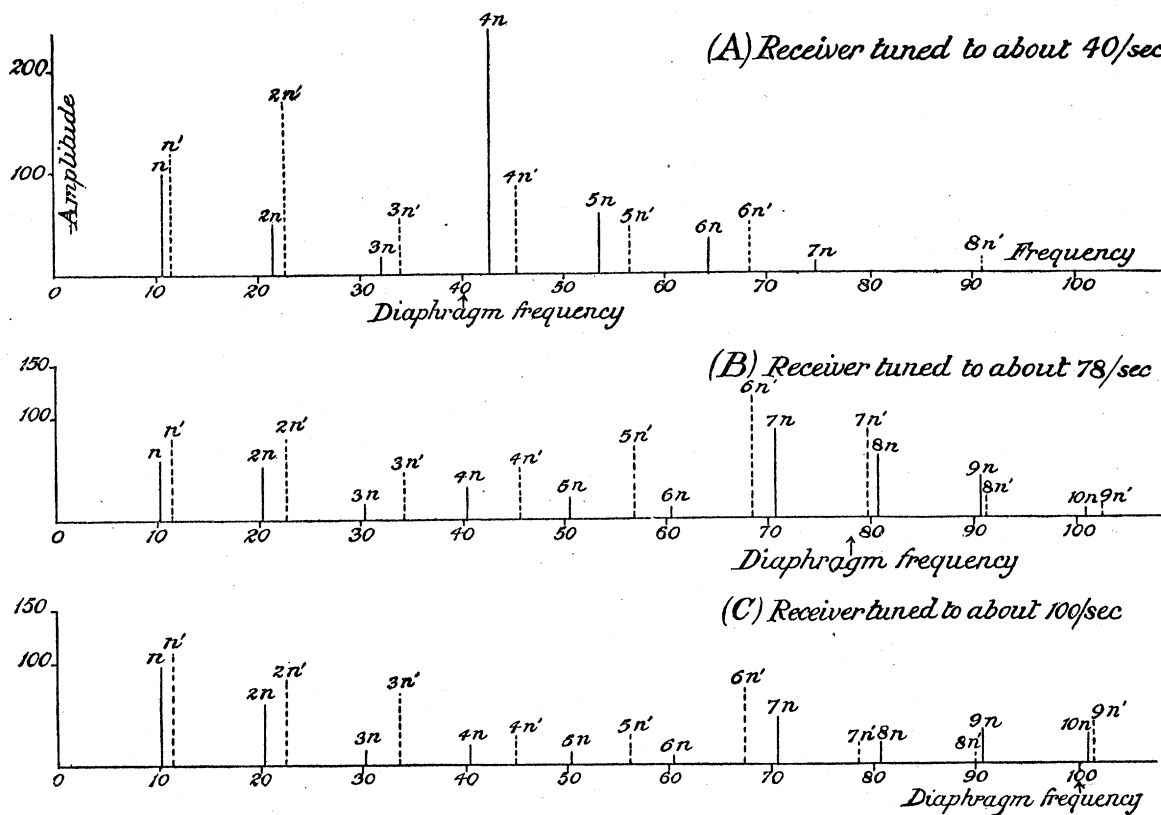 (A) Receiver tuned to about 40/sec
Amplitude
200
100
n
n'
2n
2n'
3n
3n'
4n
4n'
5n
5n'
6n
6n'
7n
8n'
Frequency
0 10 20 30 40 50 60 70 80 90 100
Diaphragm frequency
(B) Receiver tuned to about 78/sec
150
100
n
n'
2n
2n'
3n
3n'
4n
4n'
5n
5n'
6n
6n'
7n
7n'
8n
9n
8n'
10n
9n'
0 10 20 30 40 50 60 70 80 90 100
Diaphragm frequency
(C) Receiver tuned to about 100/sec
150
100
n
n'
2n
2n'
3n
3n'
4n
4n'
5n
5n'
6n
6n'
7n
7n'
8n
8n'
9n
10n
9n'
0 10 20 30 40 50 60 70 80 90 100
Diaphragm frequency